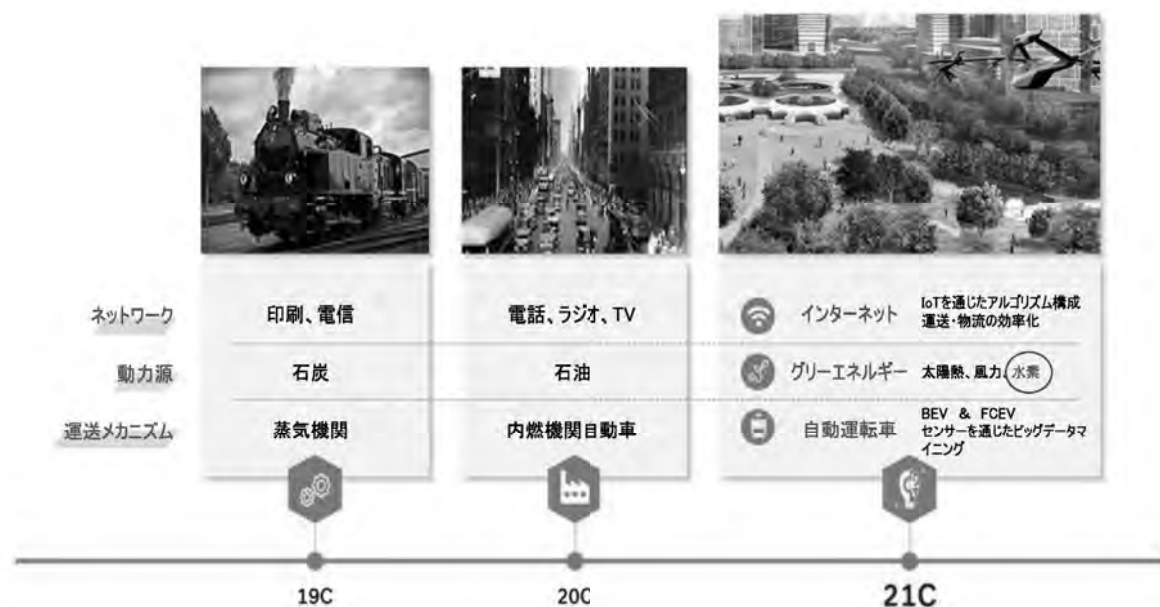 ネットワーク
印刷、電信
電話、ラジオ、TV
インターネット
IoTを通じたアルゴリズム構成
運送・物流の効率化
動力源
石炭
石油
グリーエネルギー
太陽熱、風力、水素
運送メカニズム
蒸気機関
内燃機関自動車
自動運転車
BEV & FCEV
センサーを通じたビッグデータマ
イニング
19C
20C
21C